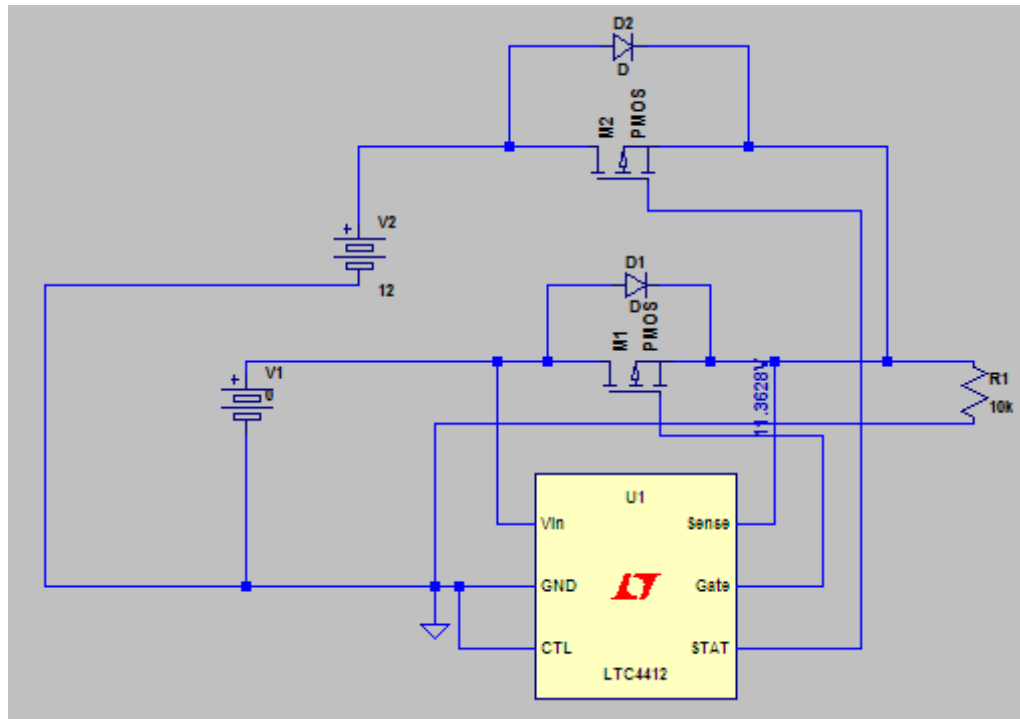 D2
D
M2
PMOS
+
V2
12
D1
D
M1
PMOS
+
V1
0
11.3628V
R1
10k
U1
Vin
Sense
GND
Gate
CTL
STAT
LTC4412